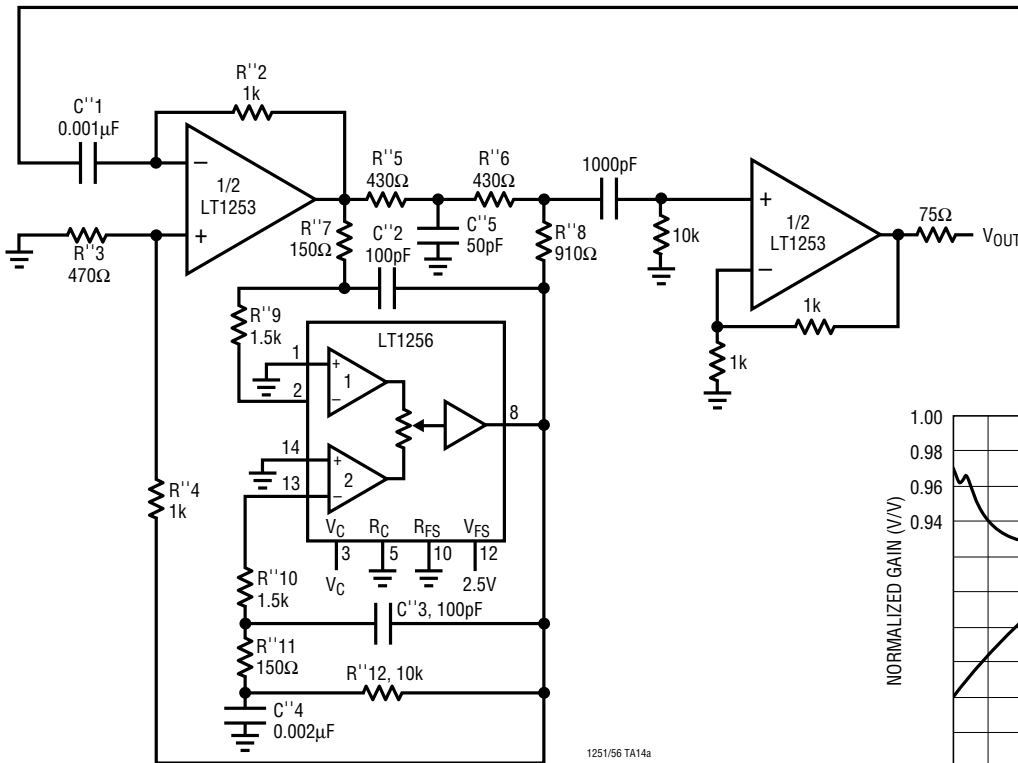 R''2
1k
C''1
0.001µF
−
1/2
LT1253
+
R''3
470Ω
R''5
430Ω
R''6
430Ω
1000pF
R''7
150Ω
C''2
100pF
C''5
50pF
R''8
910Ω
10k
+
1/2
LT1253
−
75Ω
VOUT
1k
1k
R''9
1.5k
LT1256
1
+
1
−
2
8
14
+
2
−
13
VC
RC
RFS
VFS
3
5
10
12
VC
2.5V
R''4
1k
R''10
1.5k
C''3, 100pF
R''11
150Ω
R''12, 10k
C''4
0.002µF
1251/56 TA14a
NORMALIZED GAIN (V/V)
1.00
0.98
0.96
0.94